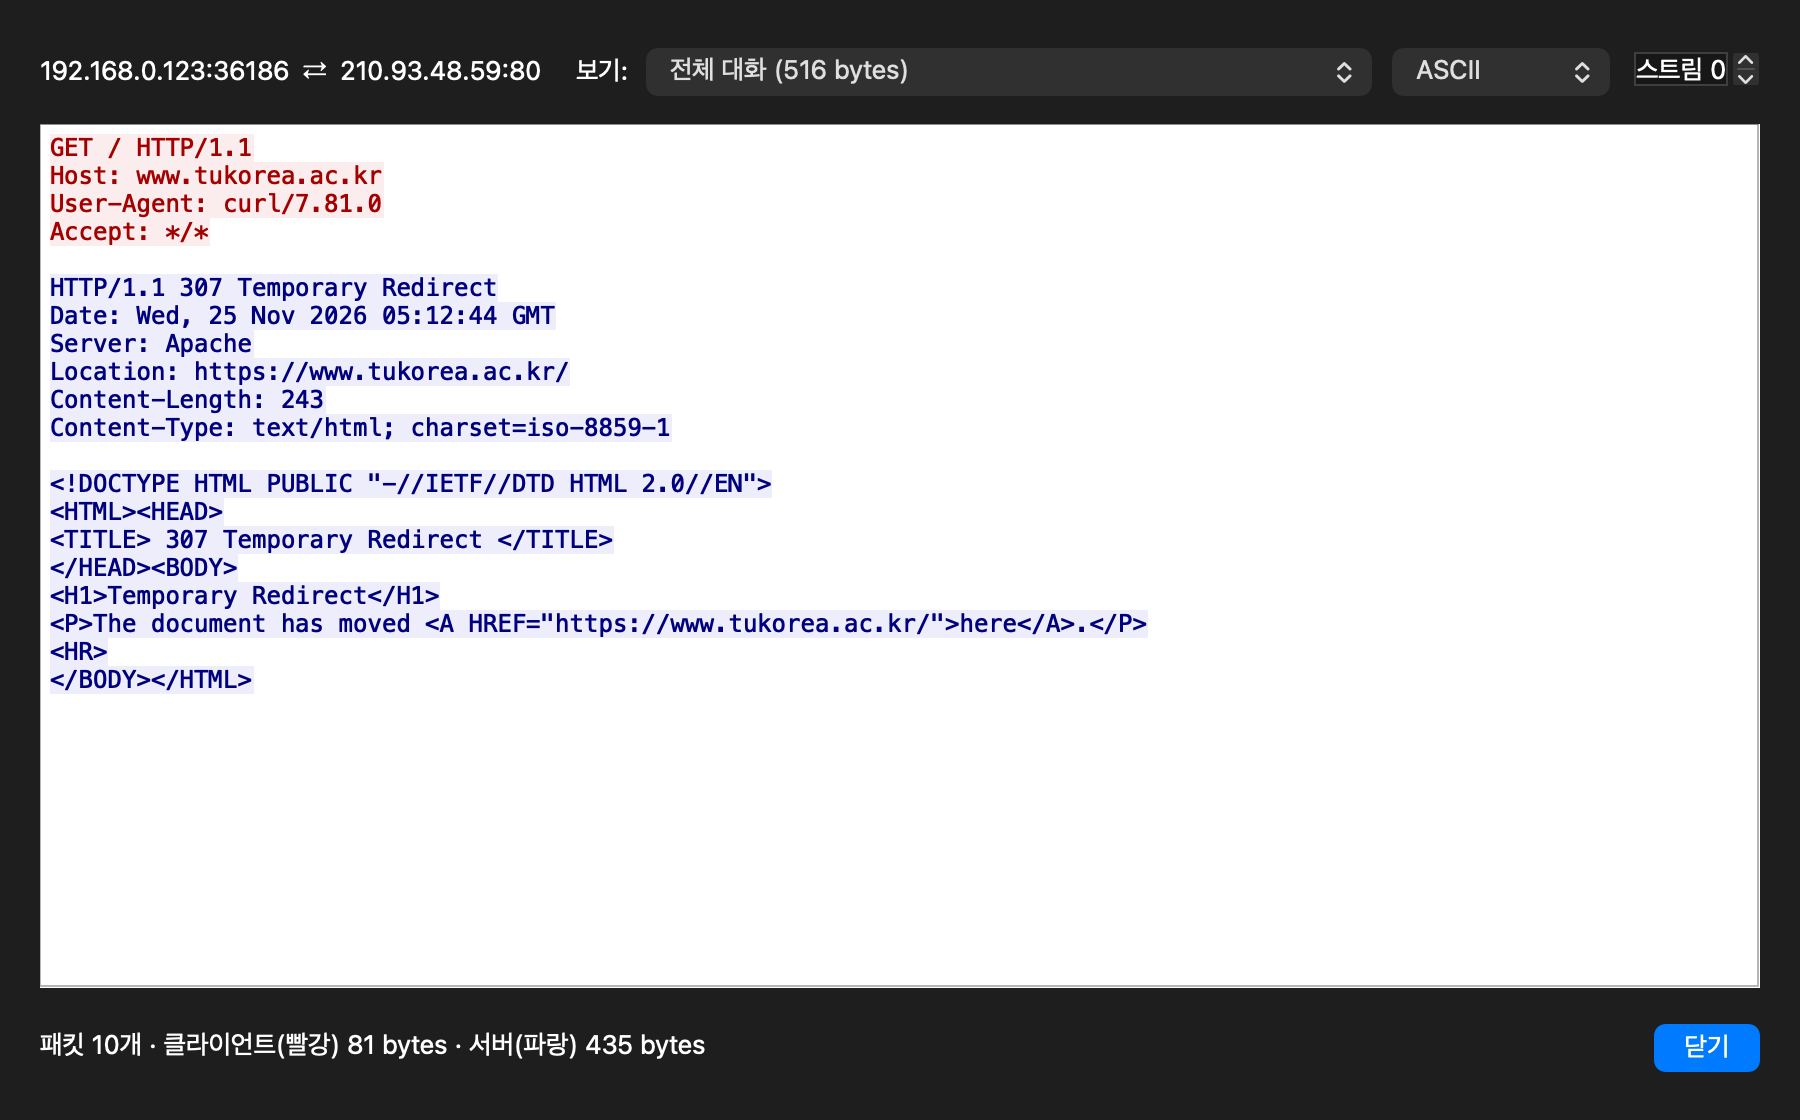 192.168.0.123:36186 ⇄ 210.93.48.59:80 보기: 전체 대화 (516 bytes) ASCII 스트림 0
GET / HTTP/1.1
Host: www.tukorea.ac.kr
User-Agent: curl/7.81.0
Accept: */*
HTTP/1.1 307 Temporary Redirect
Date: Wed, 25 Nov 2026 05:12:44 GMT
Server: Apache
Location: https://www.tukorea.ac.kr/
Content-Length: 243
Content-Type: text/html; charset=iso-8859-1
<!DOCTYPE HTML PUBLIC "-//IETF//DTD HTML 2.0//EN">
<HTML><HEAD>
<TITLE> 307 Temporary Redirect </TITLE>
</HEAD><BODY>
<H1>Temporary Redirect</H1>
<P>The document has moved <A HREF="https://www.tukorea.ac.kr/">here</A>.</P>
<HR>
</BODY></HTML>
패킷 10개 · 클라이언트(빨강) 81 bytes · 서버(파랑) 435 bytes 닫기